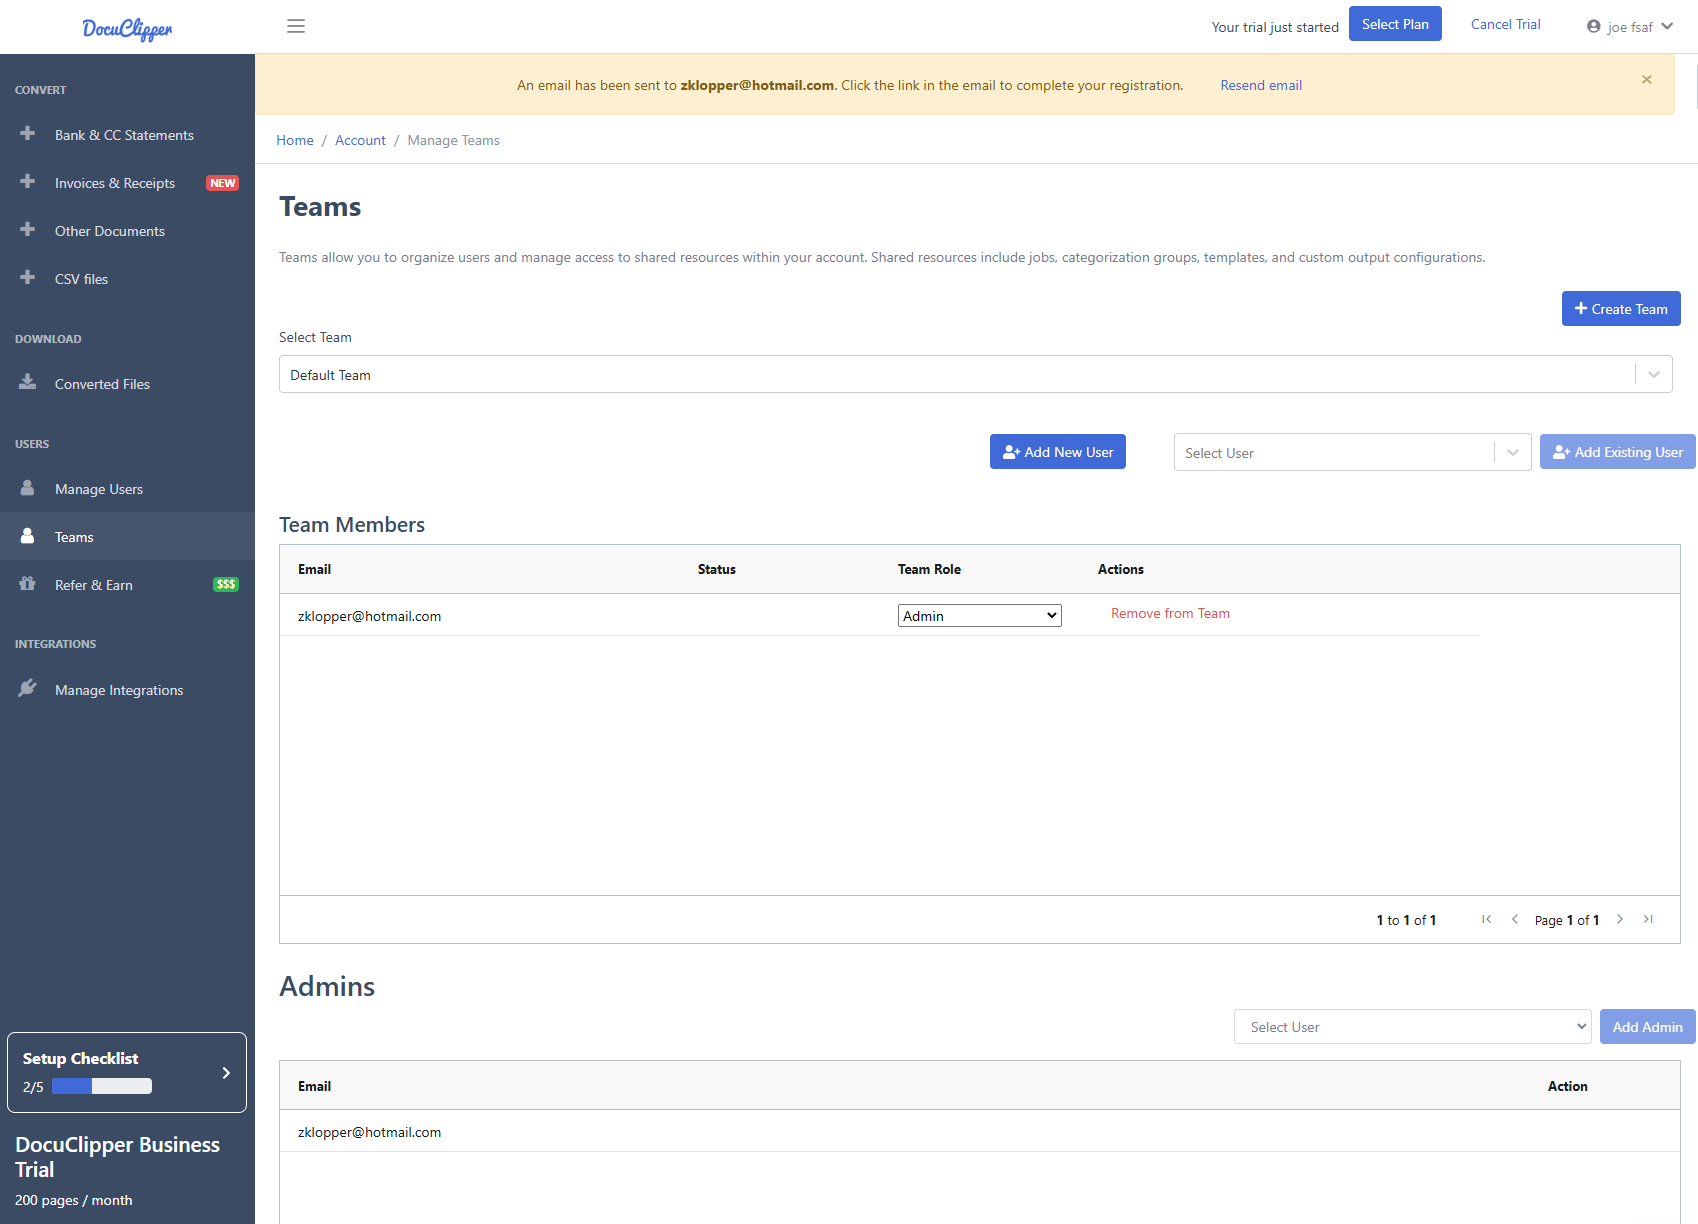 DocuClipper
Your trial just started
Select Plan
Cancel Trial
joe fsaf
CONVERT
Bank & CC Statements
Invoices & Receipts NEW
Other Documents
CSV files
DOWNLOAD
Converted Files
USERS
Manage Users
Teams
Refer & Earn $$$
INTEGRATIONS
Manage Integrations
Setup Checklist
2/5
DocuClipper Business
Trial
200 pages / month
An email has been sent to zklopper@hotmail.com. Click the link in the email to complete your registration. Resend email ×
Home / Account / Manage Teams
Teams
Teams allow you to organize users and manage access to shared resources within your account. Shared resources include jobs, categorization groups, templates, and custom output configurations.
Create Team
Select Team
Default Team
Add New User
Select User
Add Existing User
Team Members
Email Status Team Role Actions
zklopper@hotmail.com Admin Remove from Team
1 to 1 of 1 Page 1 of 1
Admins
Select User Add Admin
Email Action
zklopper@hotmail.com